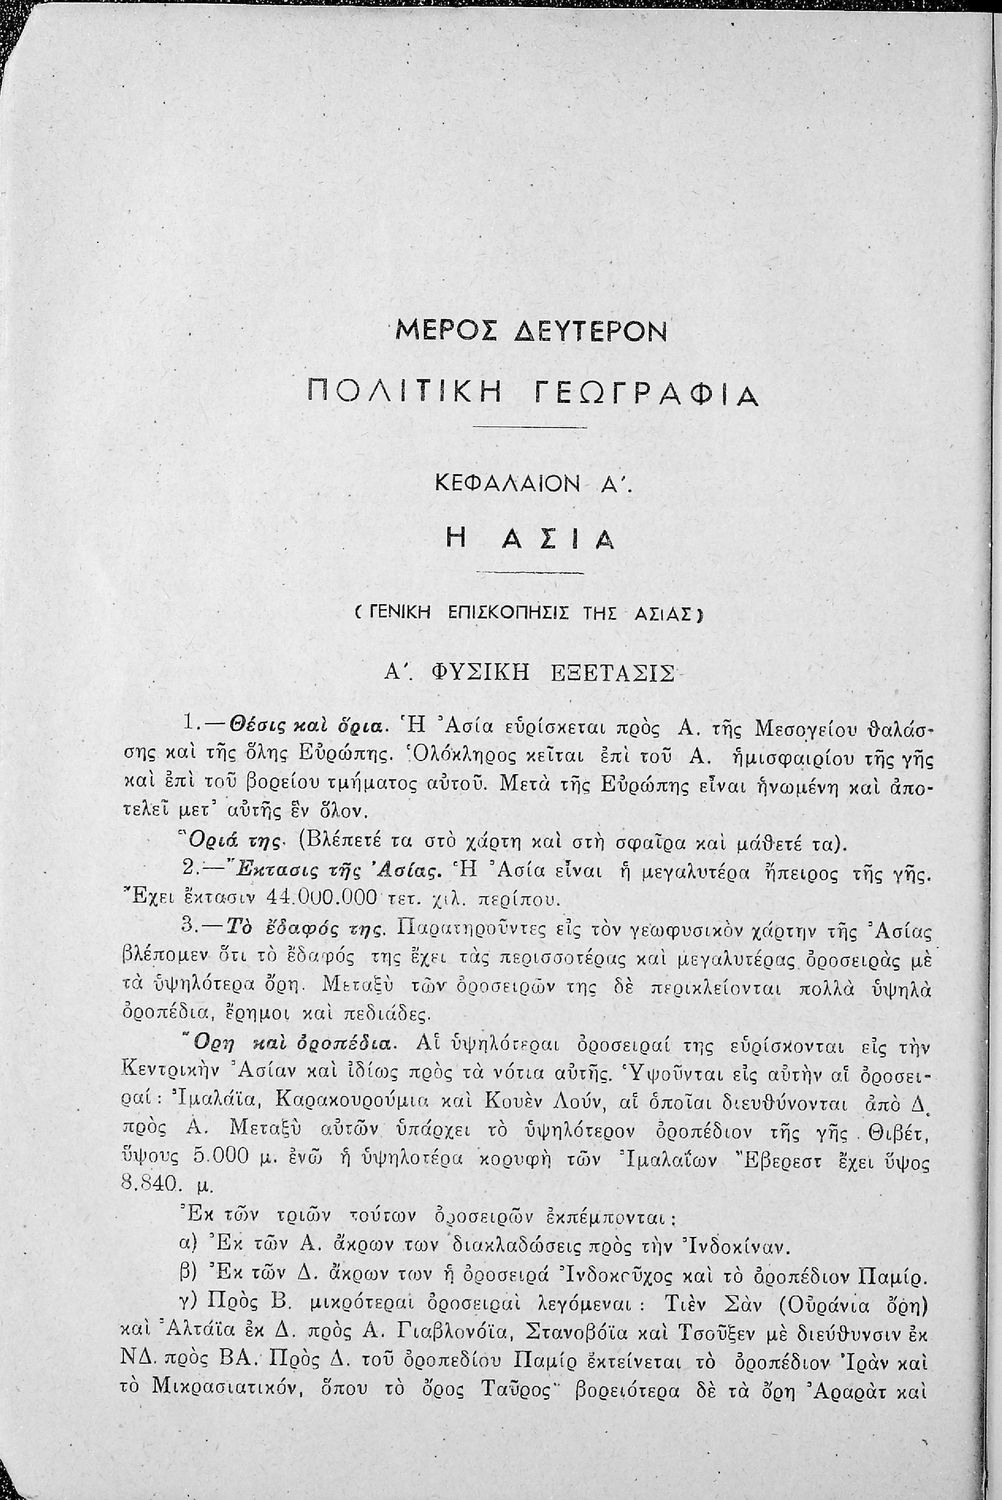 ΜΕΡΟΣ ΔΕΥΤΕΡΟΝ
ΠΟΛΙΤΙΚΗ ΓΕΩΓΡΑΦΙΑ
ΚΕΦΑΛΑΙΟΝ Α΄.
Η ΑΣΙΑ
(ΓΕΝΙΚΗ ΕΠΙΣΚΟΠΗΣΙΣ ΤΗΣ ΑΣΙΑΣ)
Α΄. ΦΥΣΙΚΗ ΕΞΕΤΑΣΙΣ
1.—Θέσις καὶ ὅρια. Ἡ Ἀσία εὑρίσκεται πρὸς Α. τῆς Μεσογείου θαλάσ-
σης καὶ τῆς ὅλης Εὐρώπης. Ὁλόκληρος κεῖται ἐπὶ τοῦ Α. ἡμισφαιρίου τῆς γῆς
καὶ ἐπὶ τοῦ βορείου τμήματος αὐτοῦ. Μετὰ τῆς Εὐρώπης εἶναι ἡνωμένη καὶ ἀπο-
τελεῖ μετ' αὐτῆς ἓν ὅλον.
Ὅριά της. (Βλέπετέ τα στὸ χάρτη καὶ στὴ σφαῖρα καὶ μάθετέ τα).
2.—Ἔκτασις τῆς Ἀσίας. Ἡ Ἀσία εἶναι ἡ μεγαλυτέρα ἤπειρος τῆς γῆς.
Ἔχει ἔκτασιν 44.000.000 τετ. χιλ. περίπου.
3.—Τὸ ἔδαφός της. Παρατηροῦντες εἰς τὸν γεωφυσικὸν χάρτην τῆς Ἀσίας
βλέπομεν ὅτι τὸ ἔδαφός της ἔχει τὰς περισσοτέρας καὶ μεγαλυτέρας ὀροσειρὰς μὲ
τὰ ὑψηλότερα ὄρη. Μεταξὺ τῶν ὀροσειρῶν της δὲ περικλείονται πολλὰ ὑψηλὰ
ὀροπέδια, ἔρημοι καὶ πεδιάδες.
Ὄρη καὶ ὀροπέδια. Αἱ ὑψηλότεραι ὀροσειραί της εὑρίσκονται εἰς τὴν
Κεντρικὴν Ἀσίαν καὶ ἰδίως πρὸς τὰ νότια αὐτῆς. Ὑψοῦνται εἰς αὐτὴν αἱ ὀροσει-
ραί: Ἰμαλάϊα, Καρακουρούμια καὶ Κουὲν Λούν, αἱ ὁποῖαι διευθύνονται ἀπὸ Δ.
πρὸς Α. Μεταξὺ αὐτῶν ὑπάρχει τὸ ὑψηλότερον ὀροπέδιον τῆς γῆς Θιβέτ,
ὕψους 5.000 μ. ἐνῶ ἡ ὑψηλοτέρα κορυφὴ τῶν Ἰμαλαΐων Ἔβερεστ ἔχει ὕψος
8.840. μ.
Ἐκ τῶν τριῶν τούτων ὀροσειρῶν ἐκπέμπονται:
α) Ἐκ τῶν Α. ἄκρων των διακλαδώσεις πρὸς τὴν Ἰνδοκίναν.
β) Ἐκ τῶν Δ. ἄκρων των ἡ ὀροσειρά Ἰνδοκοῦχος καὶ τὸ ὀροπέδιον Παμίρ.
γ) Πρὸς Β. μικρότεραι ὀροσειραὶ λεγόμεναι: Τιὲν Σὰν (Οὐράνια ὄρη)
καὶ Ἀλτάϊα ἐκ Δ. πρὸς Α. Γιαβλονόϊα, Στανοβόϊα καὶ Τσοῦξεν μὲ διεύθυνσιν ἐκ
ΝΔ. πρὸς ΒΑ. Πρὸς Δ. τοῦ ὀροπεδίου Παμίρ ἐκτείνεται τὸ ὀροπέδιον Ἰρὰν καὶ
τὸ Μικρασιατικόν, ὅπου τὸ ὄρος Ταῦρος· βορειότερα δὲ τὰ ὄρη Ἀραρὰτ καὶ